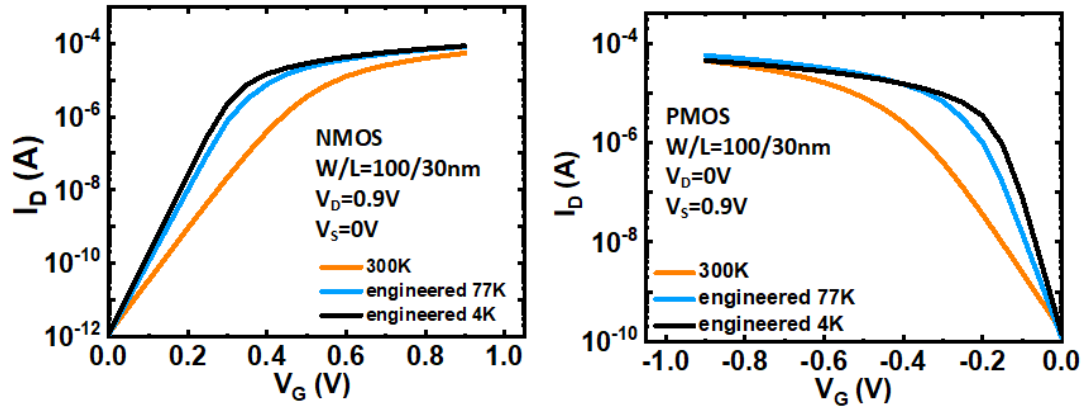 I_D (A)
10⁻⁴
10⁻⁶
10⁻⁸
10⁻¹⁰
10⁻¹²
NMOS
W/L=100/30nm
V_D=0.9V
V_S=0V
300K
engineered 77K
engineered 4K
0.0 0.2 0.4 0.6 0.8 1.0
V_G (V)
I_D (A)
10⁻⁴
10⁻⁶
10⁻⁸
10⁻¹⁰
PMOS
W/L=100/30nm
V_D=0V
V_S=0.9V
300K
engineered 77K
engineered 4K
-1.0 -0.8 -0.6 -0.4 -0.2 0.0
V_G (V)